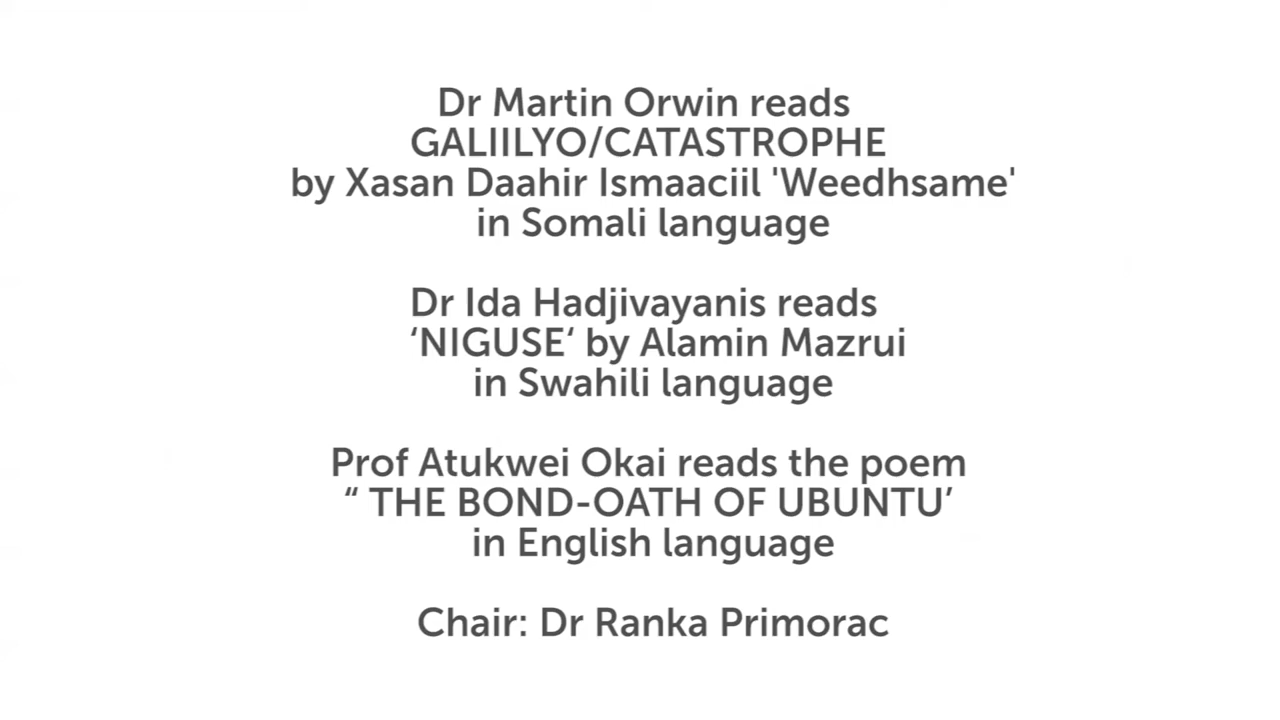 Dr Martin Orwin reads
GALIILYO/CATASTROPHE
by Xasan Daahir Ismaaciil 'Weedhsame'
in Somali language
Dr Ida Hadjivayanis reads
‘NIGUSE‘ by Alamin Mazrui
in Swahili language
Prof Atukwei Okai reads the poem
“ THE BOND-OATH OF UBUNTU’
in English language
Chair: Dr Ranka Primorac